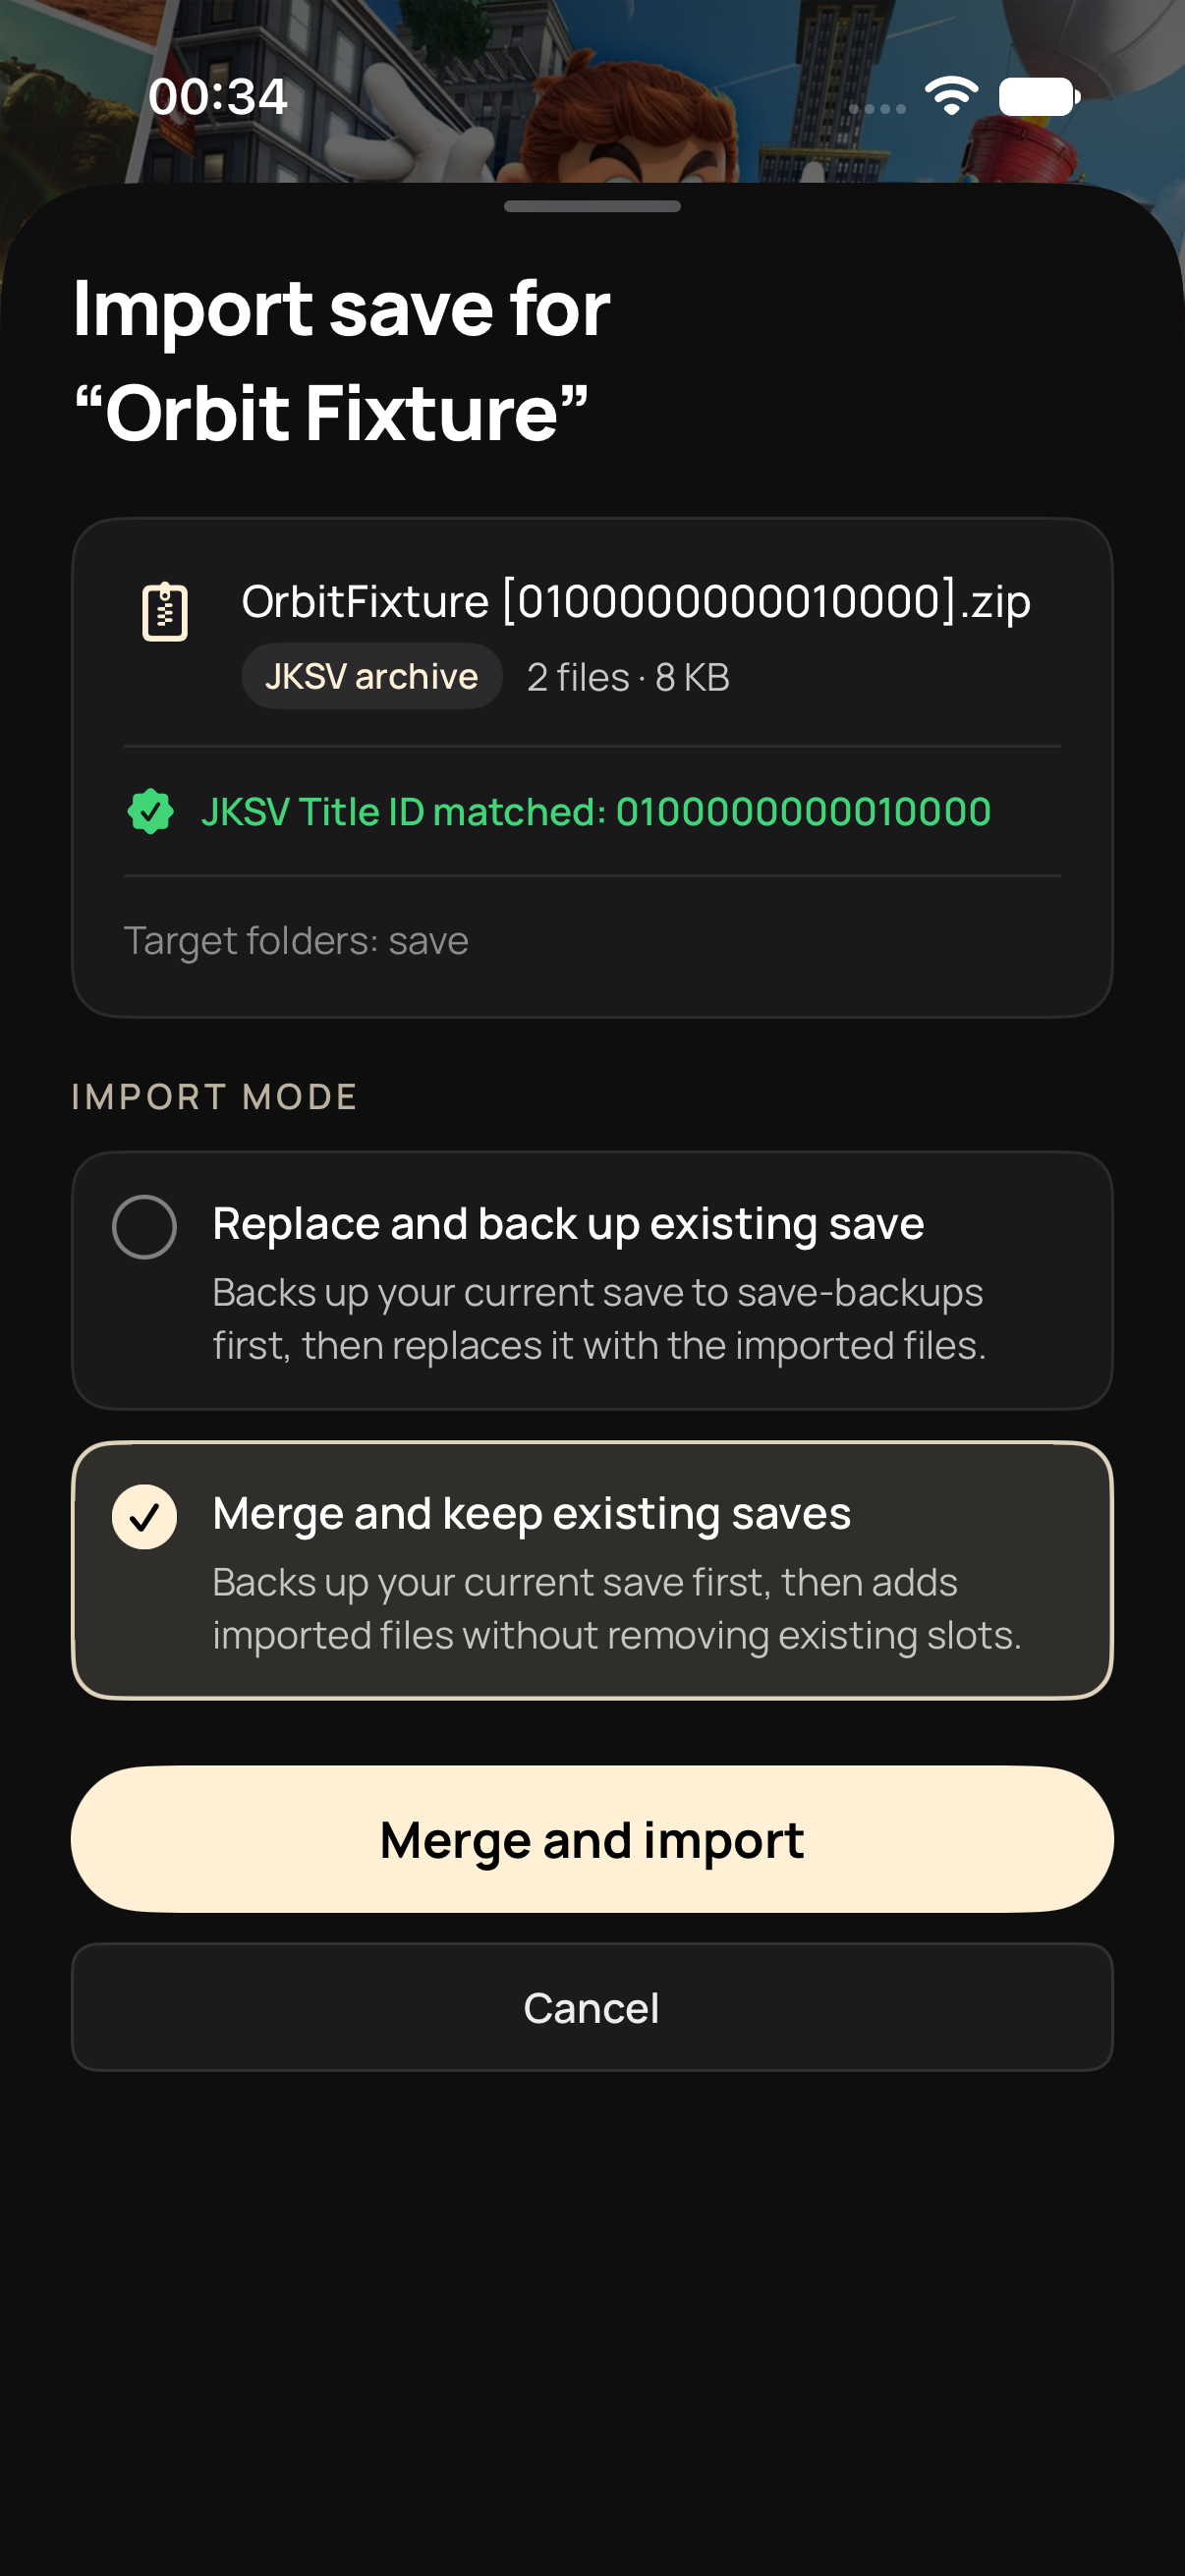 00:34
Import save for
“Orbit Fixture”
OrbitFixture [0100000000010000].zip
JKSV archive 2 files · 8 KB
JKSV Title ID matched: 0100000000010000
Target folders: save
IMPORT MODE
Replace and back up existing save
Backs up your current save to save-backups
first, then replaces it with the imported files.
Merge and keep existing saves
Backs up your current save first, then adds
imported files without removing existing slots.
Merge and import
Cancel